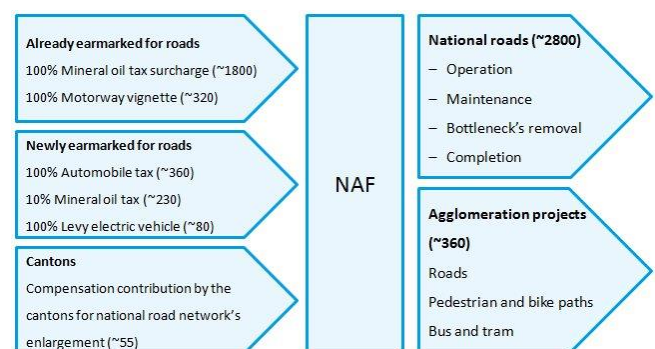 Already earmarked for roads
100% Mineral oil tax surcharge (~1800)
100% Motorway vignette (~320)
Newly earmarked for roads
100% Automobile tax (~360)
10% Mineral oil tax (~230)
100% Levy electric vehicle (~80)
Cantons
Compensation contribution by the
cantons for national road network's
enlargement (~55)
NAF
National roads (~2800)
– Operation
– Maintenance
– Bottleneck's removal
– Completion
Agglomeration projects
(~360)
Roads
Pedestrian and bike paths
Bus and tram